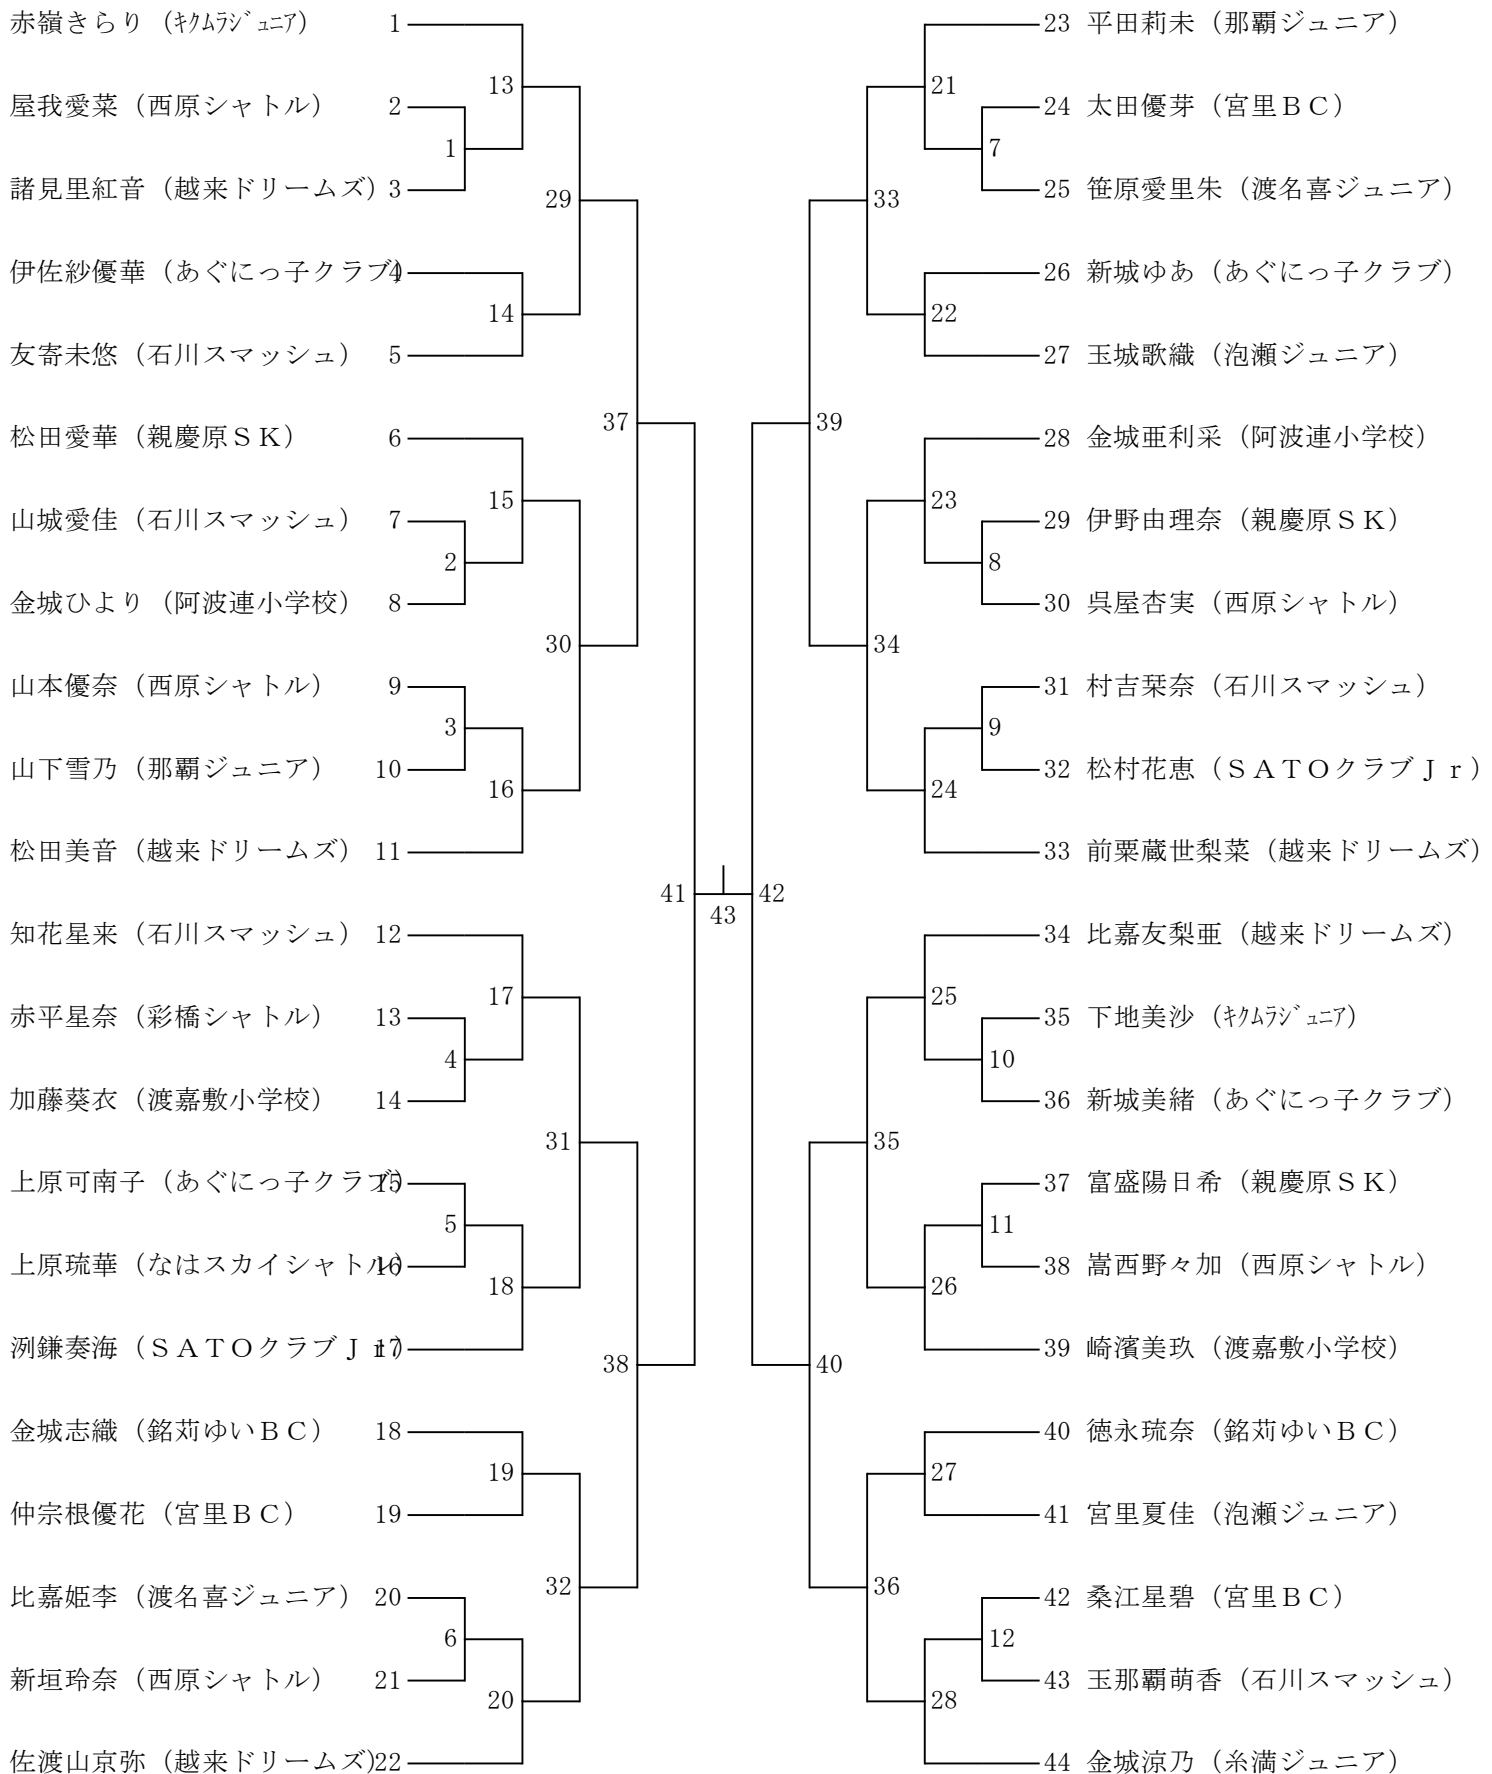 赤嶺きらり（ｷｸﾑﾗｼﾞｭﾆｱ） 1
屋我愛菜（西原シャトル） 2
諸見里紅音（越来ドリームズ） 3
伊佐紗優華（あぐにっ子クラブ） 4
友寄未悠（石川スマッシュ） 5
松田愛華（親慶原ＳＫ） 6
山城愛佳（石川スマッシュ） 7
金城ひより（阿波連小学校） 8
山本優奈（西原シャトル） 9
山下雪乃（那覇ジュニア） 10
松田美音（越来ドリームズ） 11
知花星来（石川スマッシュ） 12
赤平星奈（彩橋シャトル） 13
加藤葵衣（渡嘉敷小学校） 14
上原可南子（あぐにっ子クラブ） 15
上原琉華（なはスカイシャトル） 16
洌鎌奏海（ＳＡＴＯクラブＪｒ） 17
金城志織（銘苅ゆいＢＣ） 18
仲宗根優花（宮里ＢＣ） 19
比嘉姫李（渡名喜ジュニア） 20
新垣玲奈（西原シャトル） 21
佐渡山京弥（越来ドリームズ） 22
1
2
3
4
5
6
13
14
15
16
17
18
19
20
29
30
31
32
37
38
41
43
42
39
40
33
34
35
36
21
22
23
24
25
26
27
28
7
8
9
10
11
12
23 平田莉未（那覇ジュニア）
24 太田優芽（宮里ＢＣ）
25 笹原愛里朱（渡名喜ジュニア）
26 新城ゆあ（あぐにっ子クラブ）
27 玉城歌織（泡瀬ジュニア）
28 金城亜利采（阿波連小学校）
29 伊野由理奈（親慶原ＳＫ）
30 呉屋杏実（西原シャトル）
31 村吉栞奈（石川スマッシュ）
32 松村花恵（ＳＡＴＯクラブＪｒ）
33 前粟蔵世梨菜（越来ドリームズ）
34 比嘉友梨亜（越来ドリームズ）
35 下地美沙（ｷｸﾑﾗｼﾞｭﾆｱ）
36 新城美緒（あぐにっ子クラブ）
37 富盛陽日希（親慶原ＳＫ）
38 嵩西野々加（西原シャトル）
39 崎濱美玖（渡嘉敷小学校）
40 徳永琉奈（銘苅ゆいＢＣ）
41 宮里夏佳（泡瀬ジュニア）
42 桑江星碧（宮里ＢＣ）
43 玉那覇萌香（石川スマッシュ）
44 金城涼乃（糸満ジュニア）